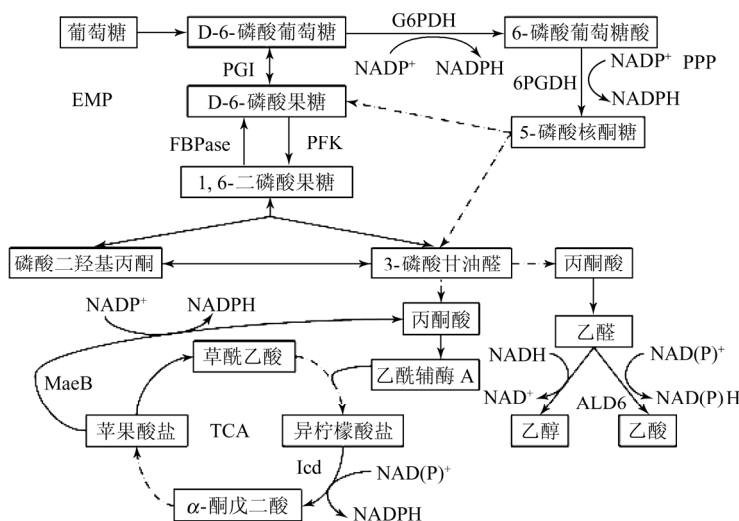 葡萄糖
D-6-磷酸葡萄糖
G6PDH
6-磷酸葡萄糖酸
NADP⁺
NADPH
PGI
6PGDH
NADP⁺
PPP
NADPH
EMP
D-6-磷酸果糖
5-磷酸核酮糖
FBPase
PFK
1, 6-二磷酸果糖
磷酸二羟基丙酮
3-磷酸甘油醛
丙酮酸
NADP⁺
NADPH
丙酮酸
乙醛
草酰乙酸
乙酰辅酶 A
NADH
NAD(P)⁺
MaeB
NAD⁺
ALD6
NAD(P) H
苹果酸盐
TCA
异柠檬酸盐
乙醇
乙酸
Icd
NAD(P)⁺
α-酮戊二酸
NADPH